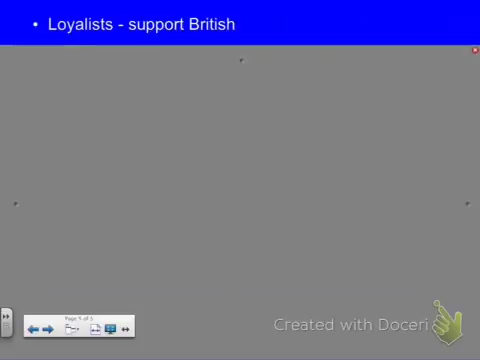 • Loyalists - support British
Page 5 of 5
Created with Doceri